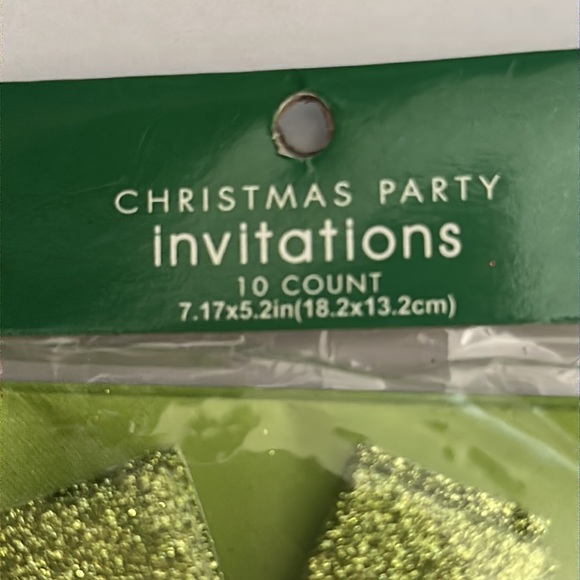 CHRISTMAS PARTY
invitations
10 COUNT
7.17x5.2in(18.2x13.2cm)